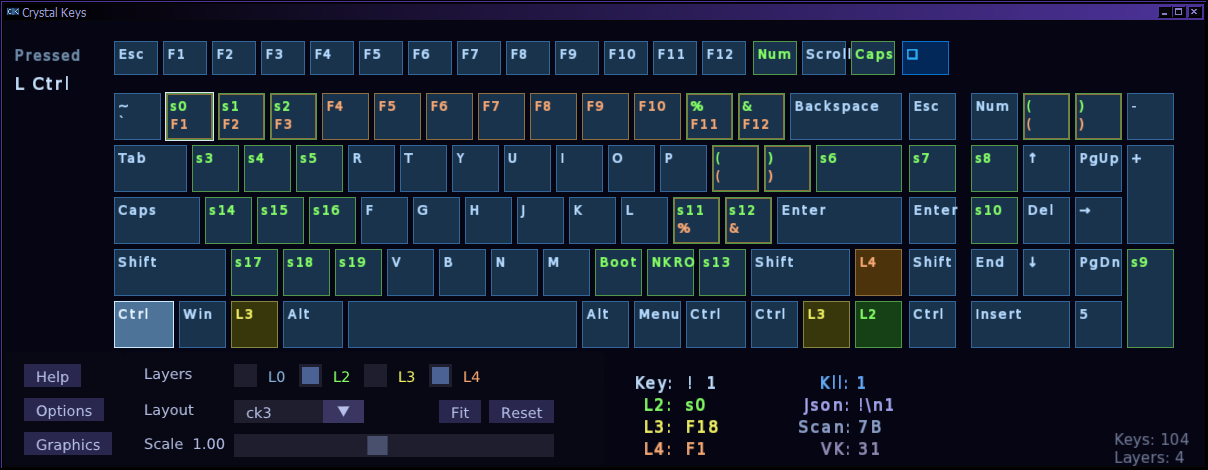 CK Crystal Keys
Pressed
L Ctrl
Esc F1 F2 F3 F4 F5 F6 F7 F8 F9 F10 F11 F12 Num Scroll Caps
~ s0 s1 s2 F4 F5 F6 F7 F8 F9 F10 % & Backspace Esc Num ( ) -
` F1 F2 F3 F11 F12 ( )
Tab s3 s4 s5 R T Y U I O P ( ) s6 s7 s8 ↑ PgUp +
( )
Caps s14 s15 s16 F G H J K L s11 s12 Enter Enter s10 Del →
% &
Shift s17 s18 s19 V B N M Boot NKRO s13 Shift L4 Shift End ↓ PgDn s9
Ctrl Win L3 Alt Alt Menu Ctrl Ctrl L3 L2 Ctrl Insert 5
Help Layers L0 L2 L3 L4
Options Layout ck3 ▼ Fit Reset
Graphics Scale 1.00
Key: ! 1 Kll: 1
L2: s0 Json: !\n1
L3: F18 Scan: 7B
L4: F1 VK: 31
Keys: 104
Layers: 4